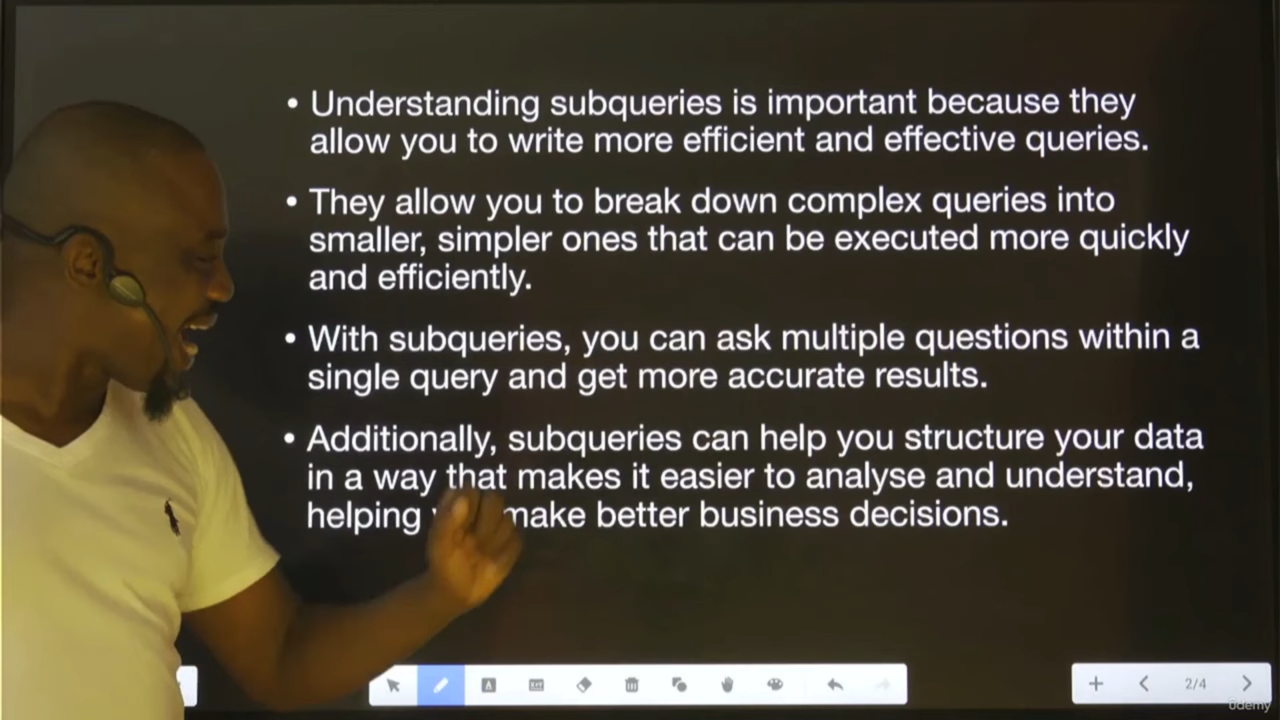 • Understanding subqueries is important because they
allow you to write more efficient and effective queries.
• They allow you to break down complex queries into
smaller, simpler ones that can be executed more quickly
and efficiently.
• With subqueries, you can ask multiple questions within a
single query and get more accurate results.
• Additionally, subqueries can help you structure your data
in a way that makes it easier to analyse and understand,
helping make better business decisions.
2/4
ûdemy